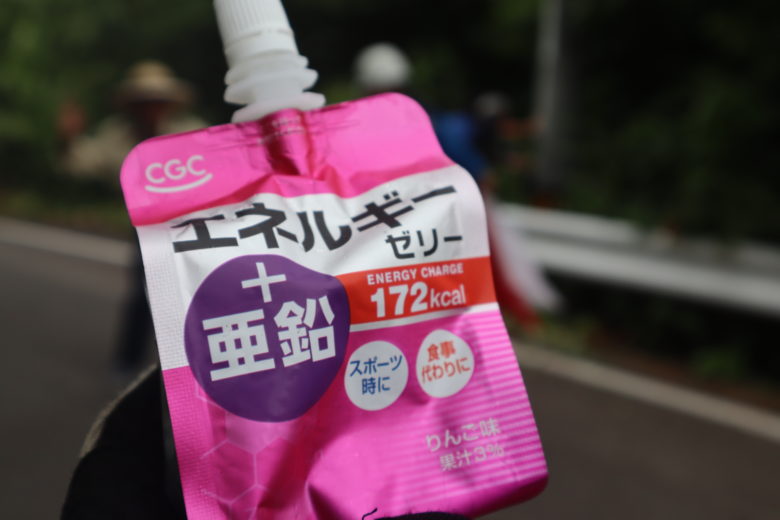 CGC
エネルギー
ゼリー
+
亜鉛
ENERGY CHARGE
172kcal
スポーツ
時に
食事
代わりに
りんご味
果汁3%